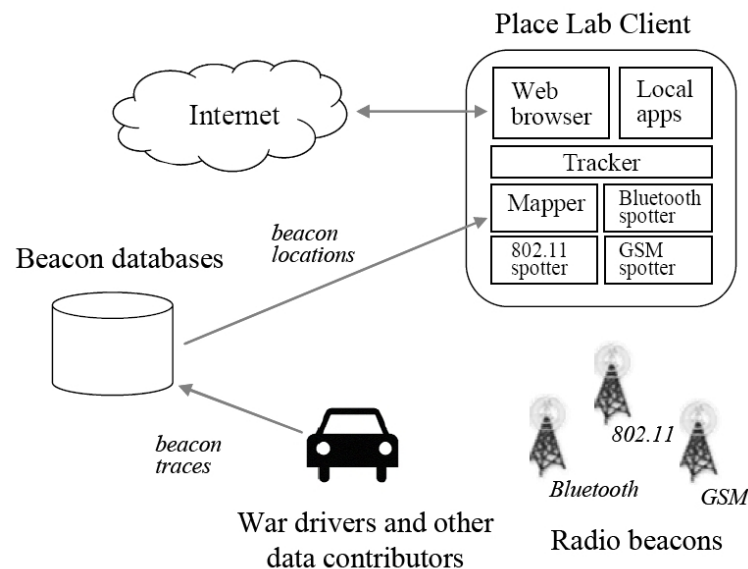 Place Lab Client
Web
browser
Local
apps
Internet
Tracker
Mapper
Bluetooth
spotter
802.11
spotter
GSM
spotter
beacon
locations
Beacon databases
beacon
traces
802.11
Bluetooth
GSM
War drivers and other
data contributors
Radio beacons